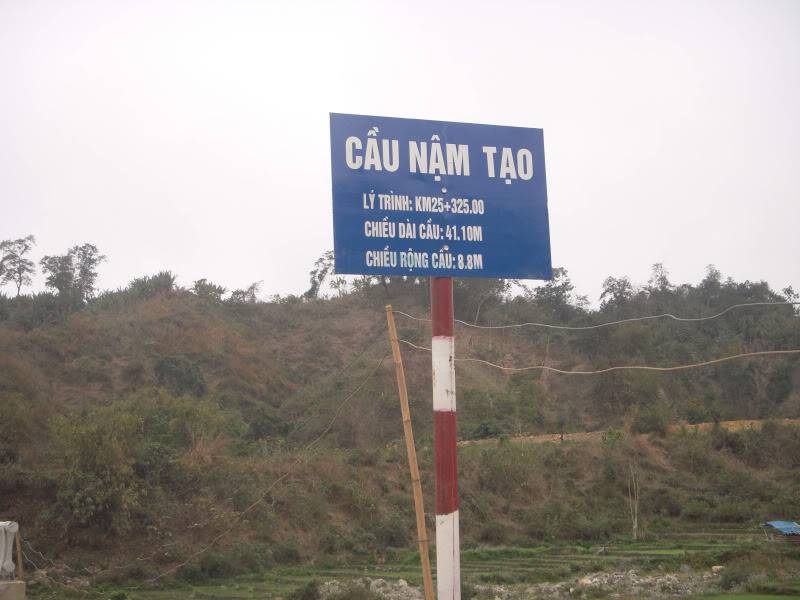 CẦU NẬM TẠO
LÝ TRÌNH: KM25+325.00
CHIỀU DÀI CẦU: 41.10M
CHIỀU RỘNG CẦU: 8.8M